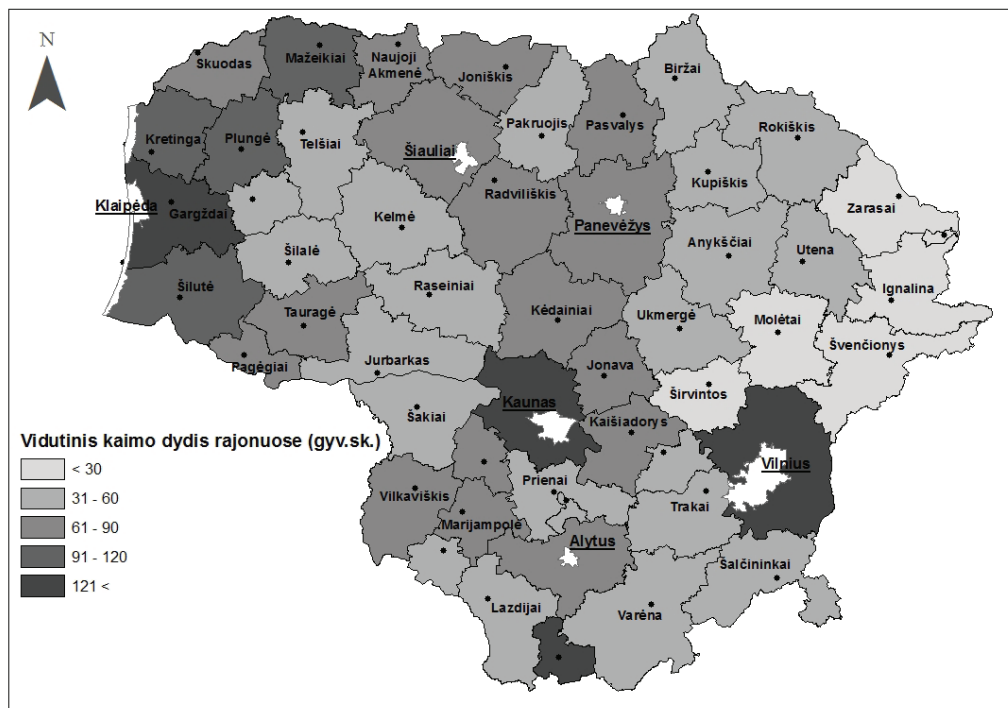 N
Skuodas
Mažeikiai
Naujoji
Akmenė
Joniškis
Biržai
Kretinga
Plungė
Telšiai
Šiauliai
Pakruojis
Pasvalys
Rokiškis
Kupiškis
Radviliškis
Klaipėda
Gargždai
Kelmė
Panevėžys
Zarasai
Šilalė
Anykščiai
Utena
Šilutė
Raseiniai
Ignalina
Tauragė
Kėdainiai
Ukmergė
Molėtai
Švenčionys
Pagėgiai
Jurbarkas
Jonava
Širvintos
Šakiai
Kaunas
Kaišiadorys
Vidutinis kaimo dydis rajonuose (gyv.sk.)
< 30
31 - 60
61 - 90
91 - 120
121 <
Vilnius
Vilkaviškis
Prienai
Trakai
Marijampolė
Alytus
Šalčininkai
Lazdijai
Varėna